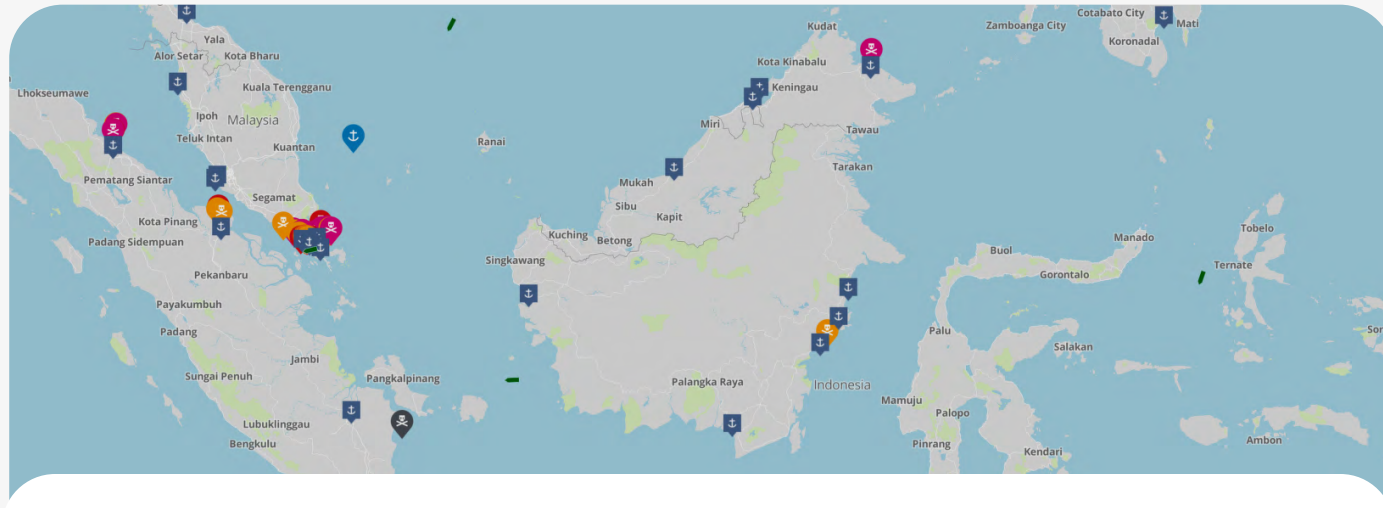 Cotabato City
Mati
Koronadal
Zamboanga City
Kudat
Yala
Alor Setar
Kota Bharu
Kota Kinabalu
Keningau
Kuala Terengganu
Lhokseumawe
Ipoh
Malaysia
Miri
Tawau
Teluk Intan
Kuantan
Ranai
Tarakan
Pematang Siantar
Mukah
Segamat
Sibu
Kapit
Kota Pinang
Kuching
Betong
Padang Sidempuan
Manado
Tobelo
Buol
Singkawang
Ternate
Pekanbaru
Gorontalo
Payakumbuh
Padang
Palu
Sor
Salakan
Jambi
Sungai Penuh
Pangkalpinang
Palangka Raya
Indonesia
Mamuju
Palopo
Lubuklinggau
Bengkulu
Pinrang
Kendari
Ambon